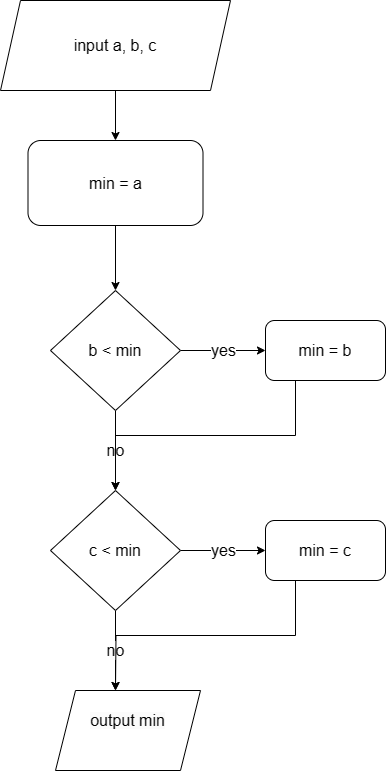 input a, b, c
min = a
b < min
yes
min = b
no
c < min
yes
min = c
no
output min